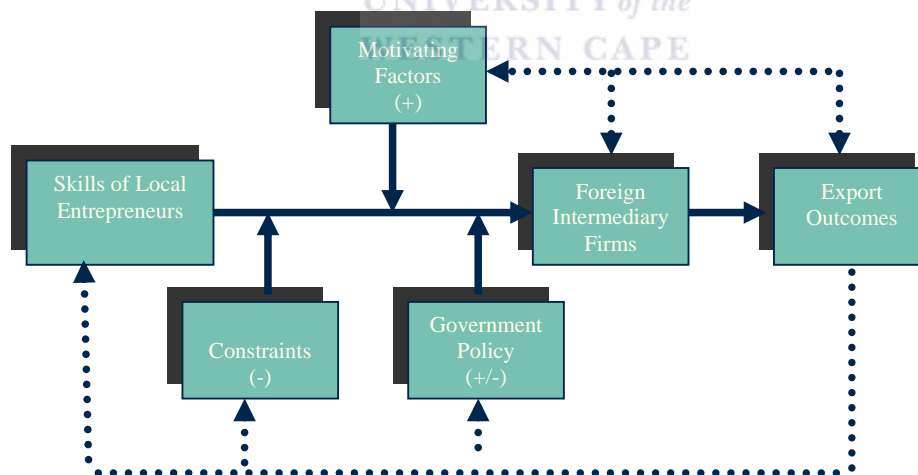 UNIVERSITY of the
WESTERN CAPE
Motivating
Factors
(+)
Skills of Local
Entrepreneurs
Foreign
Intermediary
Firms
Export
Outcomes
Constraints
(-)
Government
Policy
(+/-)